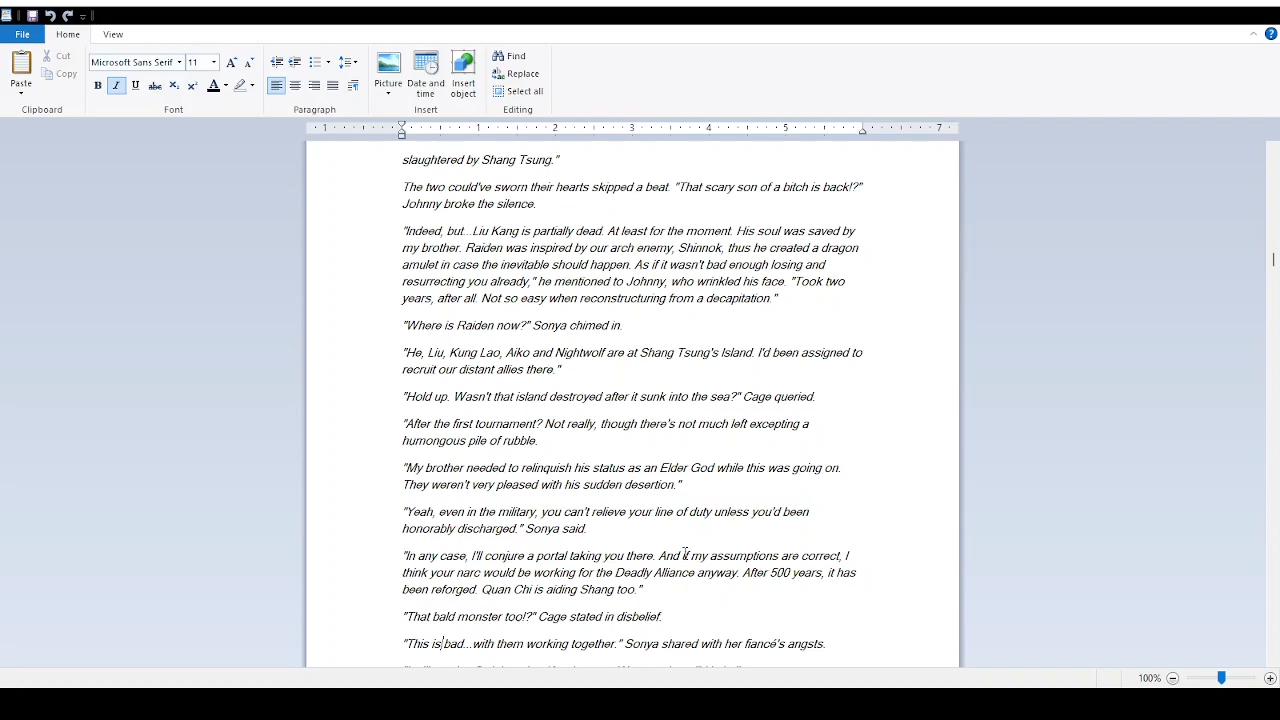 File Home View
Paste
Cut
Copy
Clipboard
Microsoft Sans Serif 11
Font
Paragraph
Picture
Date and time
Insert object
Insert
Find
Replace
Select all
Editing
1 1 2 3 4 5 7
slaughtered by Shang Tsung."
The two could've sworn their hearts skipped a beat. "That scary son of a bitch is back!?"
Johnny broke the silence.
"Indeed, but...Liu Kang is partially dead. At least for the moment. His soul was saved by
my brother. Raiden was inspired by our arch enemy, Shinnok, thus he created a dragon
amulet in case the inevitable should happen. As if it wasn't bad enough losing and
resurrecting you already," he mentioned to Johnny, who wrinkled his face. "Took two
years, after all. Not so easy when reconstructing from a decapitation."
"Where is Raiden now?" Sonya chimed in.
"He, Liu, Kung Lao, Aiko and Nightwolf are at Shang Tsung's Island. I'd been assigned to
recruit our distant allies there."
"Hold up. Wasn't that island destroyed after it sunk into the sea?" Cage queried.
"After the first tournament? Not really, though there's not much left excepting a
humongous pile of rubble.
"My brother needed to relinquish his status as an Elder God while this was going on.
They weren't very pleased with his sudden desertion."
"Yeah, even in the military, you can't relieve your line of duty unless you'd been
honorably discharged." Sonya said.
"In any case, I'll conjure a portal taking you there. And if my assumptions are correct, I
think your narc would be working for the Deadly Alliance anyway. After 500 years, it has
been reforged. Quan Chi is aiding Shang too."
"That bald monster too!?" Cage stated in disbelief.
"This is bad...with them working together." Sonya shared with her fiancé's angsts.
100%